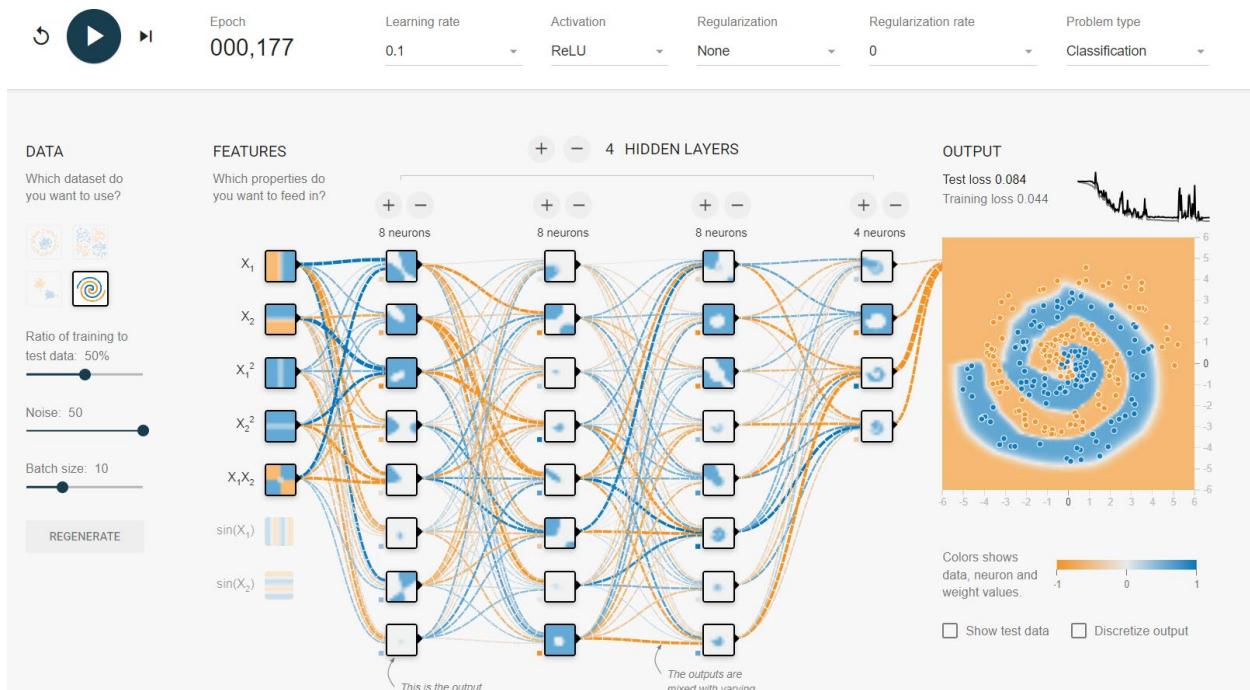 Epoch
000,177
Learning rate
0.1
Activation
ReLU
Regularization
None
Regularization rate
0
Problem type
Classification
DATA
Which dataset do
you want to use?
Ratio of training to
test data: 50%
Noise: 50
Batch size: 10
REGENERATE
FEATURES
Which properties do
you want to feed in?
X₁
X₂
X₁²
X₂²
X₁X₂
sin(X₁)
sin(X₂)
+ − 4 HIDDEN LAYERS
+ −
8 neurons
+ −
8 neurons
+ −
8 neurons
+ −
4 neurons
This is the output
The outputs are
mixed with varying
OUTPUT
Test loss 0.084
Training loss 0.044
6
5
4
3
2
1
0
-1
-2
-3
-4
-5
-6
-6 -5 -4 -3 -2 -1 0 1 2 3 4 5 6
Colors shows
data, neuron and
weight values.
-1 0 1
Show test data
Discretize output